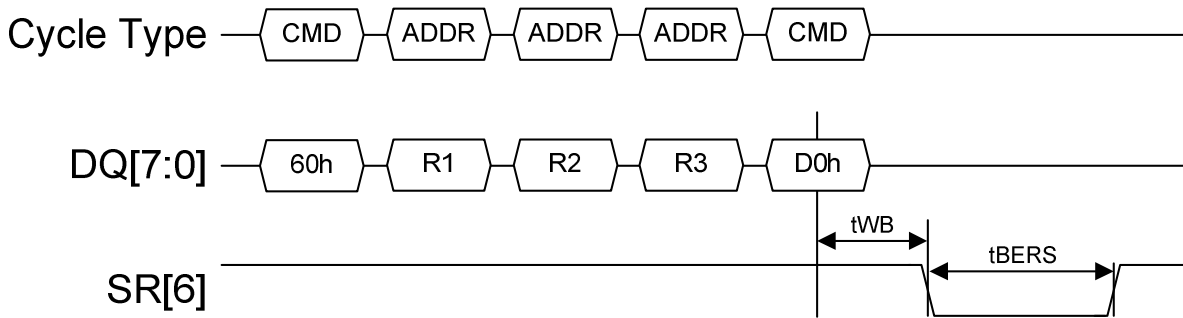 Cycle Type CMD ADDR ADDR ADDR CMD
DQ[7:0] 60h R1 R2 R3 D0h
tWB
tBERS
SR[6]